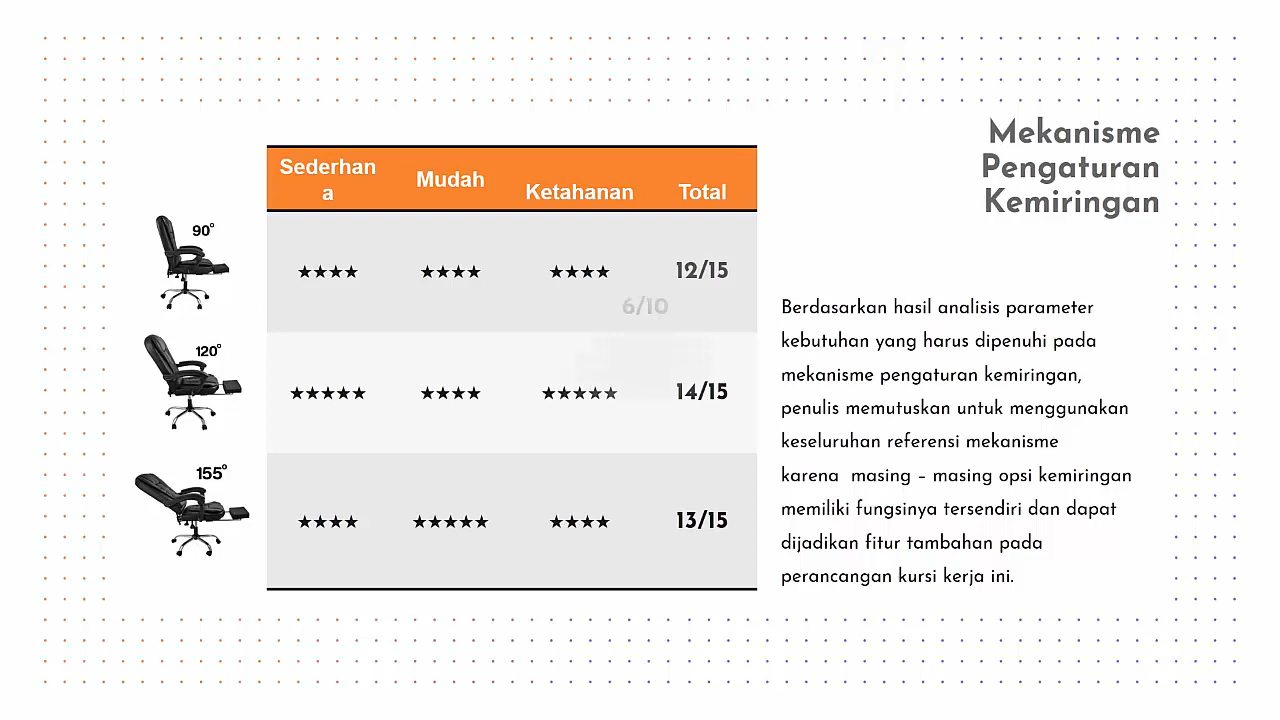 Mekanisme
Pengaturan
Kemiringan
Sederhan
a
Mudah
Ketahanan
Total
90°
★★★★ ★★★★ ★★★★ 12/15
6/10
120°
★★★★★ ★★★★ ★★★★★ 14/15
155°
★★★★ ★★★★★ ★★★★ 13/15
Berdasarkan hasil analisis parameter
kebutuhan yang harus dipenuhi pada
mekanisme pengaturan kemiringan,
penulis memutuskan untuk menggunakan
keseluruhan referensi mekanisme
karena  masing – masing opsi kemiringan
memiliki fungsinya tersendiri dan dapat
dijadikan fitur tambahan pada
perancangan kursi kerja ini.